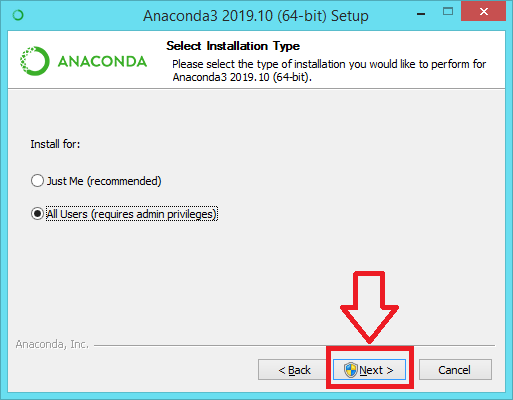 Anaconda3 2019.10 (64-bit) Setup
ANACONDA
Select Installation Type
Please select the type of installation you would like to perform for
Anaconda3 2019.10 (64-bit).
Install for:
Just Me (recommended)
All Users (requires admin privileges)
Anaconda, Inc.
< Back
Next >
Cancel